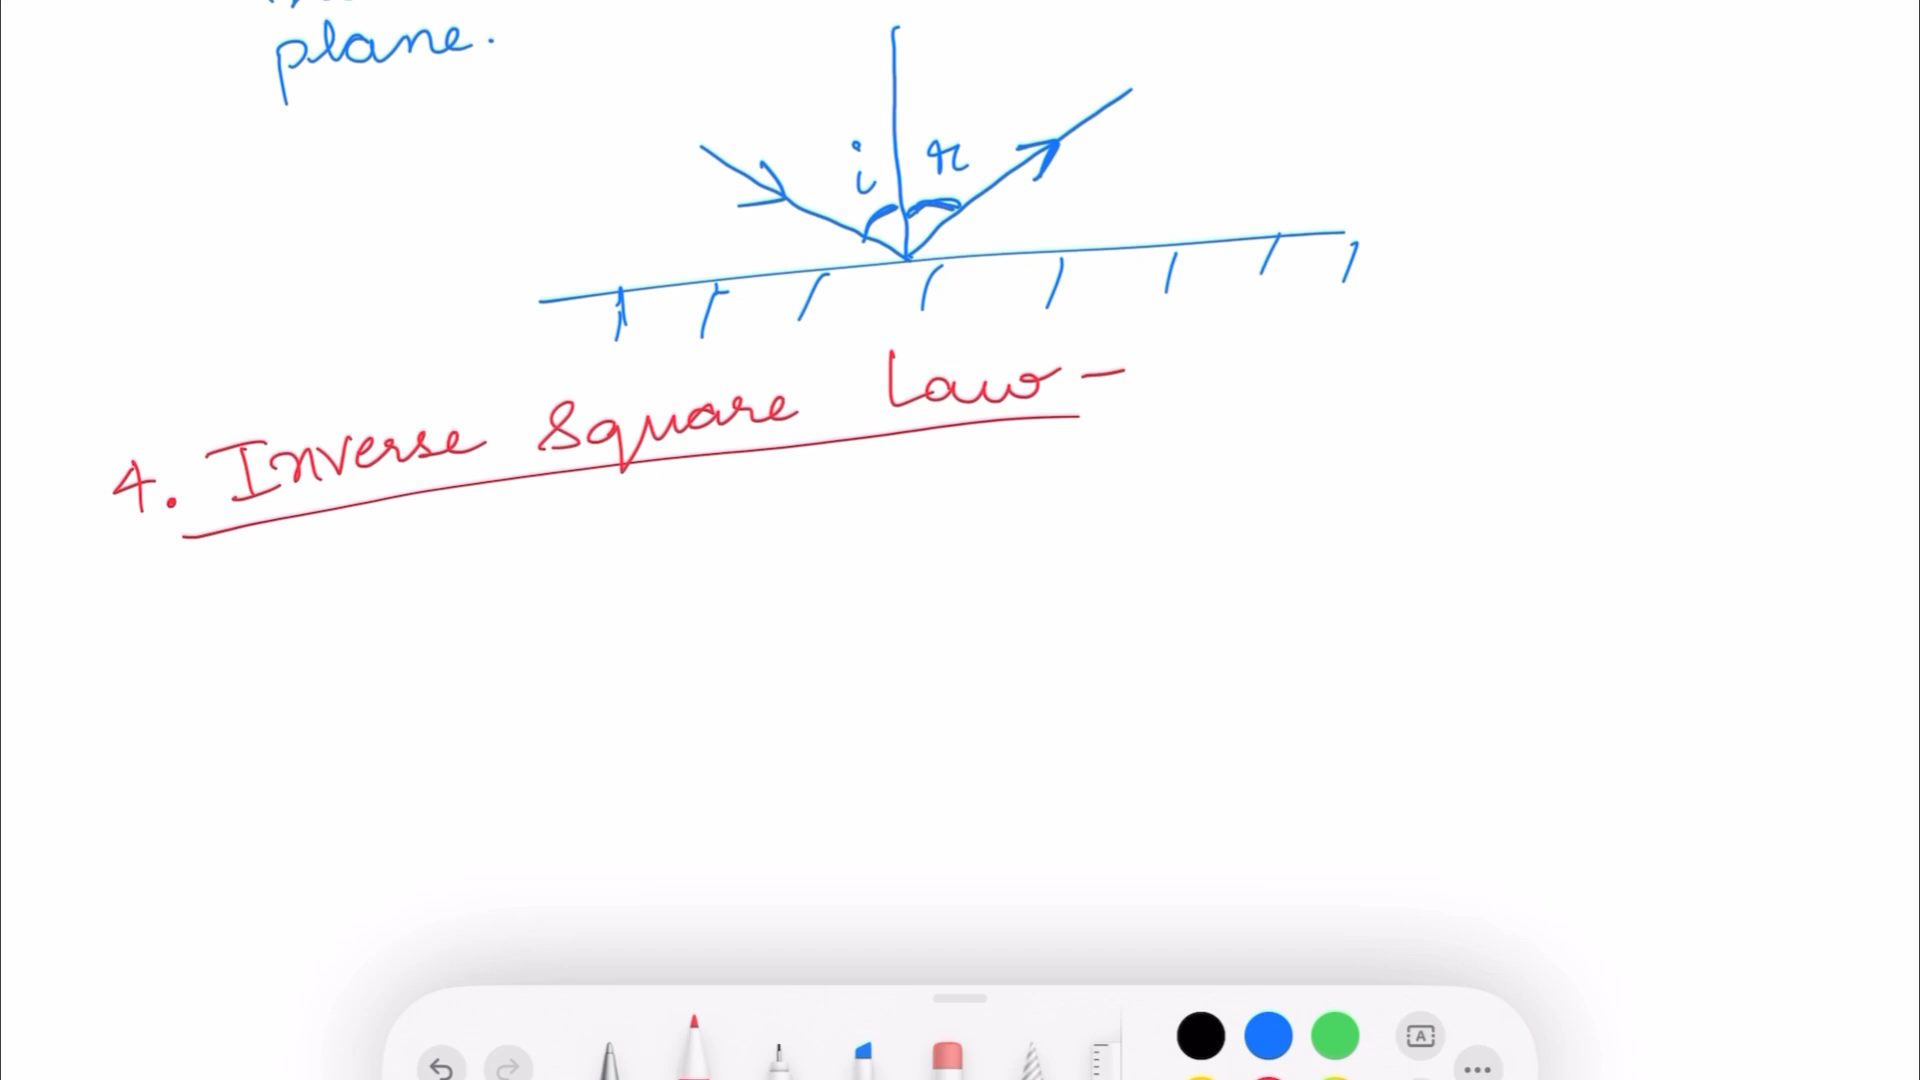 plane.
i r
4. Inverse Square Law -
A